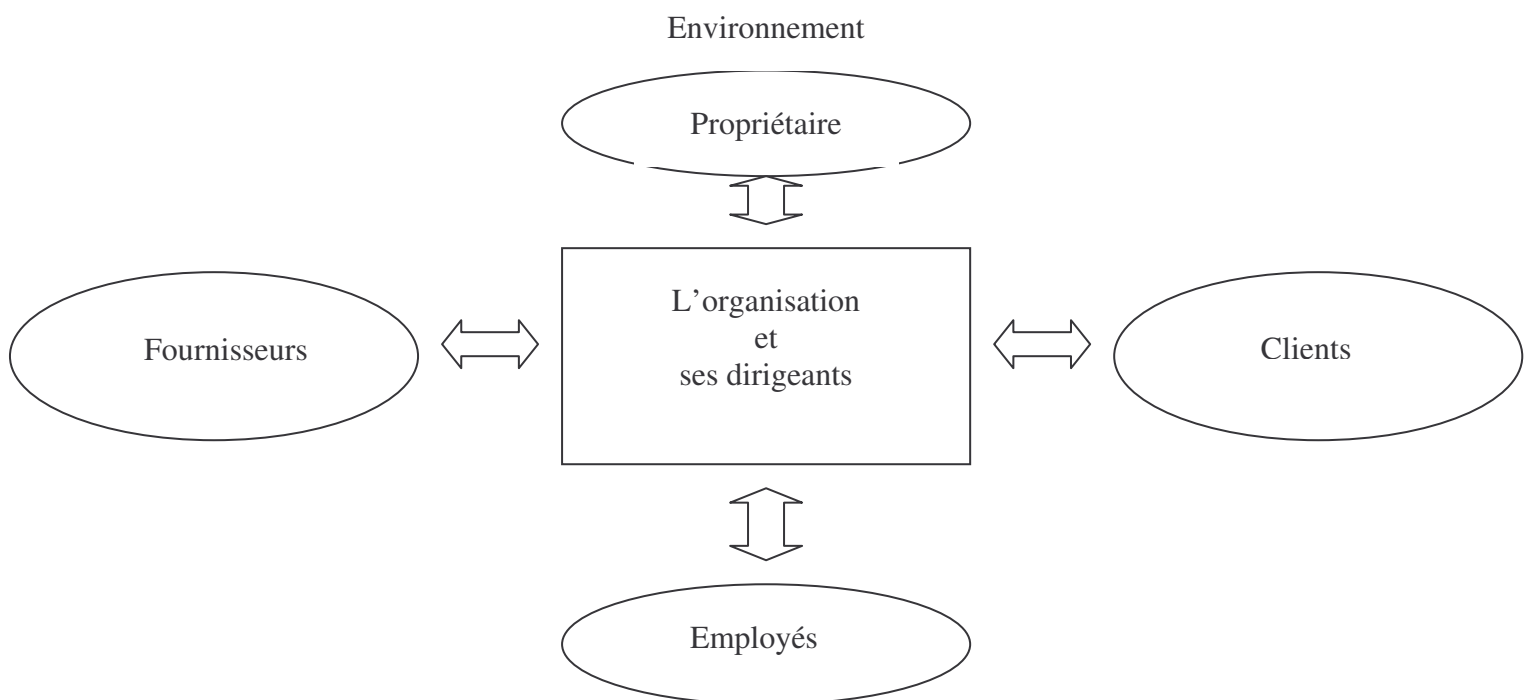 Environnement
Propriétaire
L’organisation
et
ses dirigeants
Fournisseurs
Clients
Employés